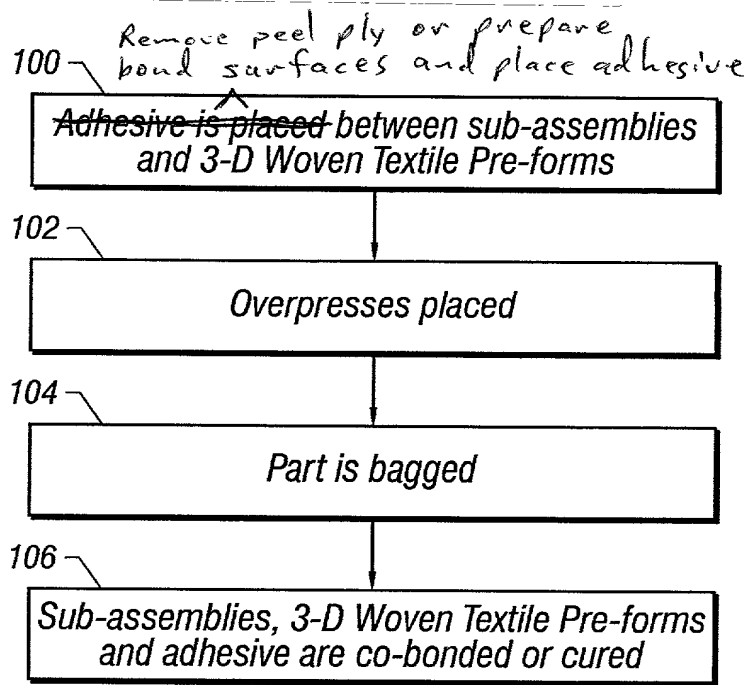 Remove peel ply or prepare
bond surfaces and place adhesive
100
Adhesive is placed between sub-assemblies
and 3-D Woven Textile Pre-forms
102
Overpresses placed
104
Part is bagged
106
Sub-assemblies, 3-D Woven Textile Pre-forms
and adhesive are co-bonded or cured